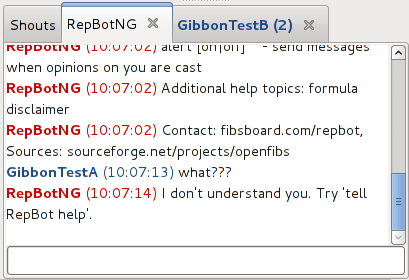 Shouts RepBotNG GibbonTestB (2)
RepBotNG (10:07:02) alert [on|off] - send messages
when opinions on you are cast
RepBotNG (10:07:02) Additional help topics: formula
disclaimer
RepBotNG (10:07:02) Contact: fibsboard.com/repbot,
Sources: sourceforge.net/projects/openfibs
GibbonTestA (10:07:13) what???
RepBotNG (10:07:14) I don't understand you. Try 'tell
RepBot help'.